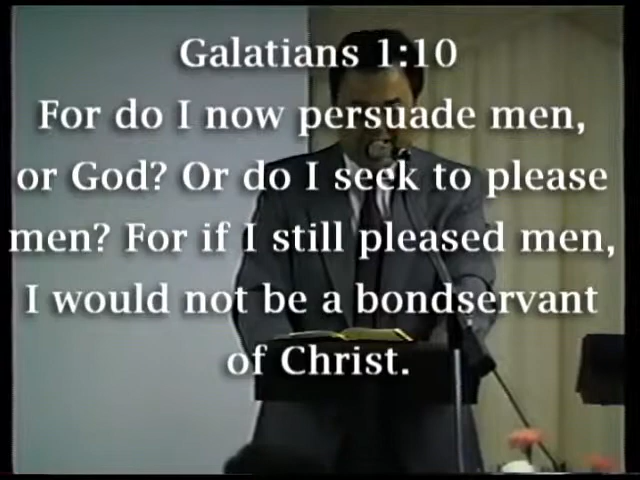 Galatians 1:10
For do I now persuade men,
or God? Or do I seek to please
men? For if I still pleased men,
I would not be a bondservant
of Christ.